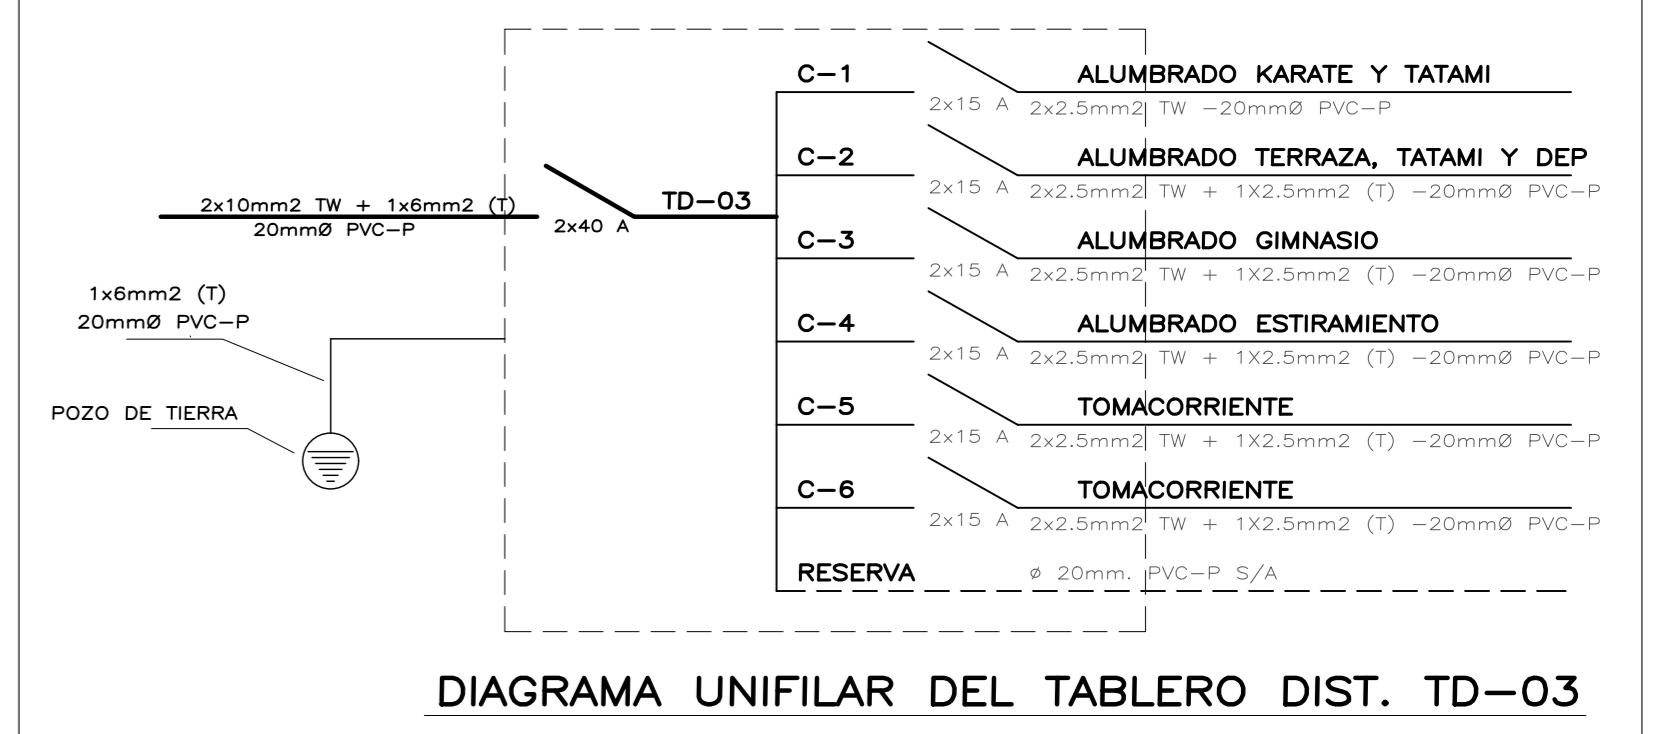 C-1
ALUMBRADO KARATE Y TATAMI
2x15 A
2x2.5mm2 TW -20mmØ PVC-P
C-2
ALUMBRADO TERRAZA, TATAMI Y DEP
2x15 A
2x2.5mm2 TW + 1X2.5mm2 (T) -20mmØ PVC-P
2x10mm2 TW + 1x6mm2 (T)
20mmØ PVC-P
2x40 A
TD-03
C-3
ALUMBRADO GIMNASIO
2x15 A
2x2.5mm2 TW + 1X2.5mm2 (T) -20mmØ PVC-P
1x6mm2 (T)
20mmØ PVC-P
C-4
ALUMBRADO ESTIRAMIENTO
2x15 A
2x2.5mm2 TW + 1X2.5mm2 (T) -20mmØ PVC-P
POZO DE TIERRA
C-5
TOMACORRIENTE
2x15 A
2x2.5mm2 TW + 1X2.5mm2 (T) -20mmØ PVC-P
C-6
TOMACORRIENTE
2x15 A
2x2.5mm2 TW + 1X2.5mm2 (T) -20mmØ PVC-P
RESERVA
ø 20mm. PVC-P S/A
DIAGRAMA UNIFILAR DEL TABLERO DIST. TD-03